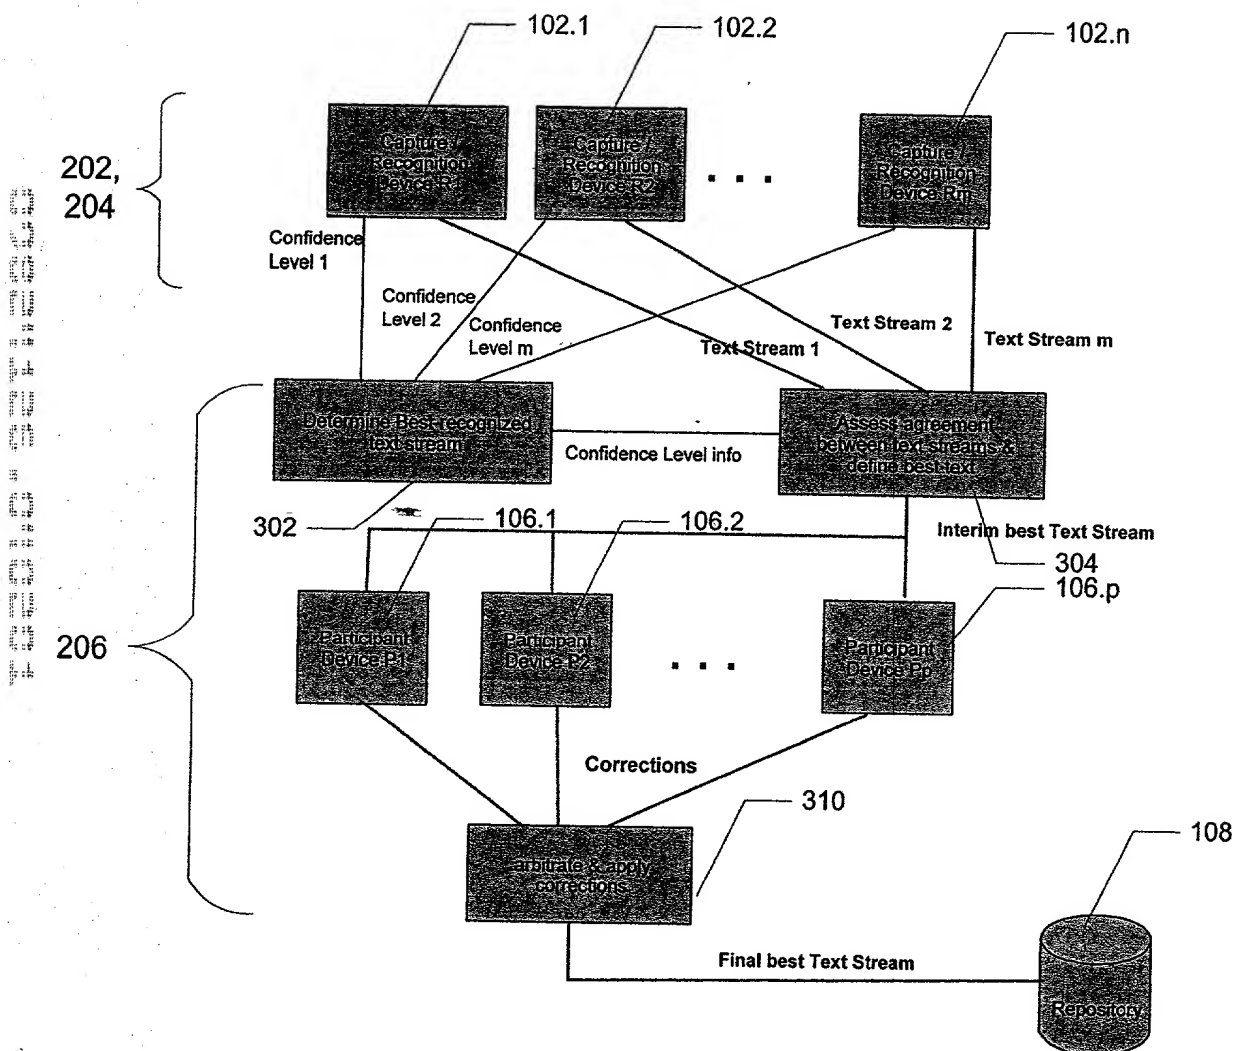 102.1
102.2
102.n
202,
204
Capture /
Recognition
Device R
Capture /
Recognition
Device R2
. . .
Capture /
Recognition
Device Rm
Confidence
Level 1
Confidence
Level 2
Confidence
Level m
Text Stream 1
Text Stream 2
Text Stream m
Determine Best-recognized
text stream
Confidence Level info
Assess agreement
between text streams &
define best text
302
106.1
106.2
Interim best Text Stream
304
106.p
206
Participant
Device P1
Participant
Device P2
. . .
Participant
Device Pp
Corrections
310
arbitrate & apply
corrections
108
Final best Text Stream
Repository